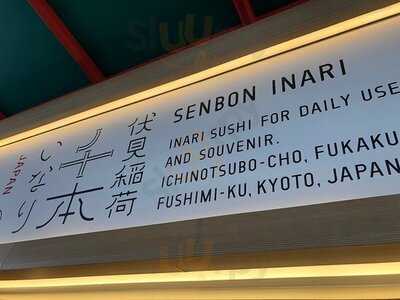 SENBON INARI
INARI SUSHI FOR DAILY USE
AND SOUVENIR.
ICHINOTSUBO-CHO, FUKAKU
FUSHIMI-KU, KYOTO, JAPAN
伏見稲荷
千本
いなり
JAPAN